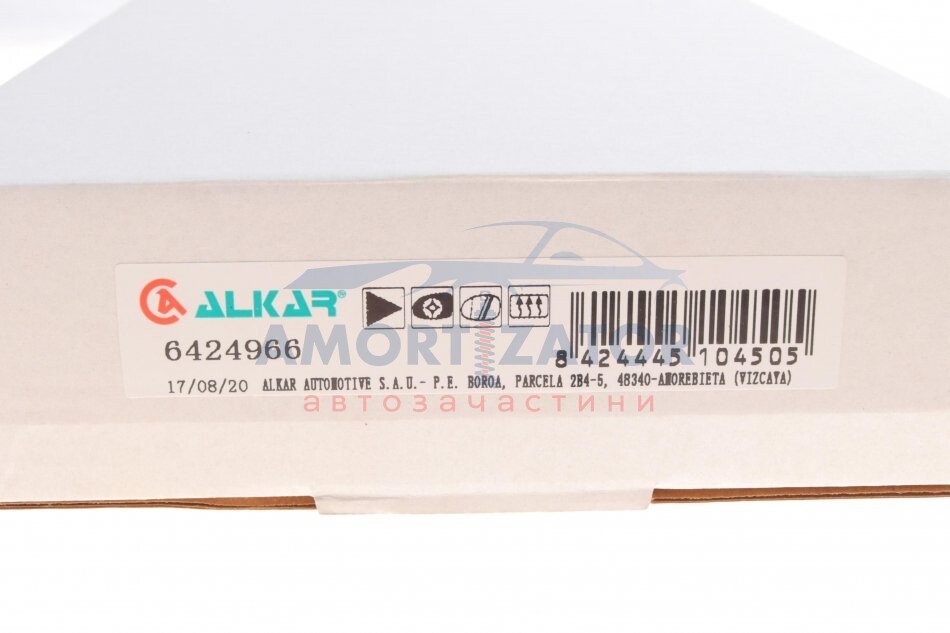 ALKAR®
6424966
8 424445 104505
17/08/20 ALKAR AUTOMOTIVE S.A.U.- P.E. BOROA, PARCELA 2B4-5, 48340-AMOREBIETA (VIZCAYA)
AMORTIZATOR
автозапчастини